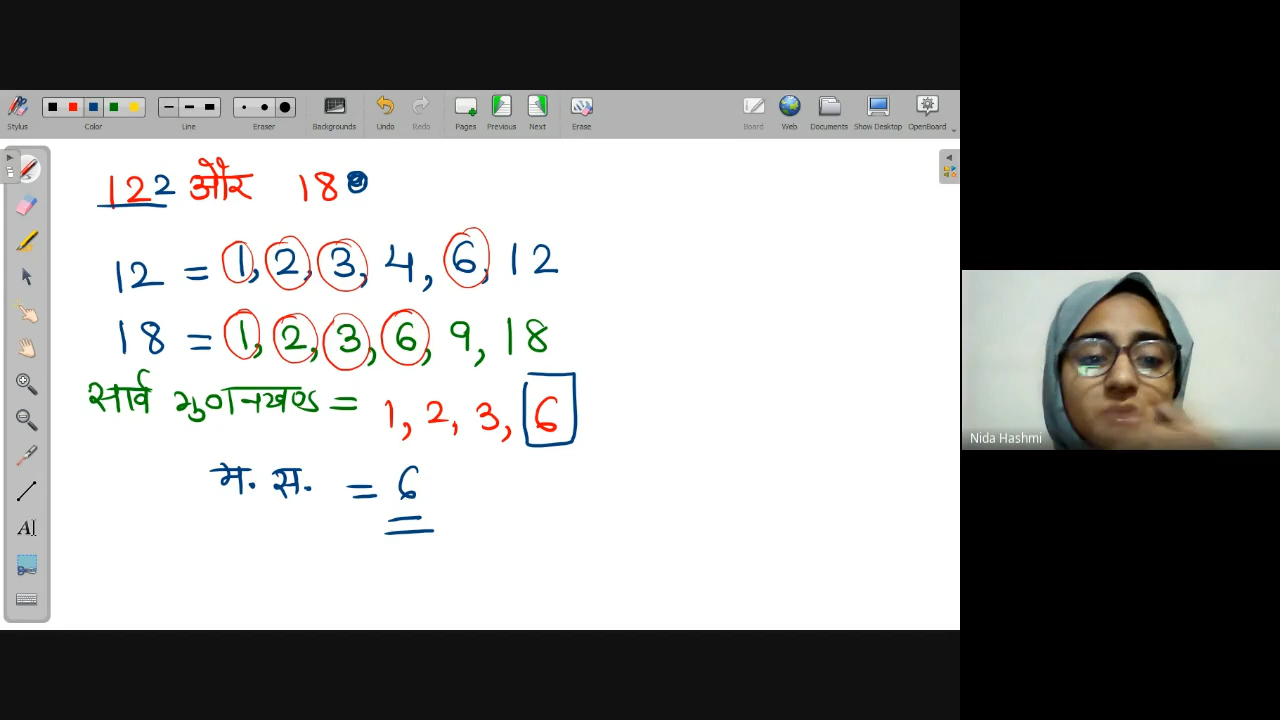 Stylus Color Line Eraser Backgrounds Undo Redo Pages Previous Next Erase Board Web Documents Show Desktop OpenBoard
122 और 18
12 = 1, 2, 3, 4, 6, 12
18 = 1, 2, 3, 6, 9, 18
सार्व गुणनखण्ड = 1, 2, 3, 6
म. स. = 6
Nida Hashmi